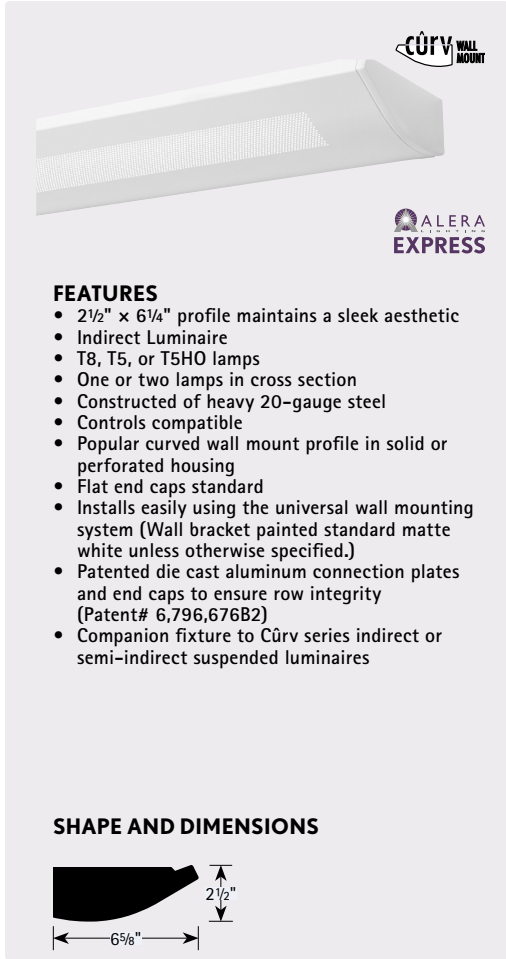 cûrv WALL
MOUNT
ALERA
LIGHTING
EXPRESS
FEATURES
• 2½" × 6¼" profile maintains a sleek aesthetic
• Indirect Luminaire
• T8, T5, or T5HO lamps
• One or two lamps in cross section
• Constructed of heavy 20-gauge steel
• Controls compatible
• Popular curved wall mount profile in solid or
perforated housing
• Flat end caps standard
• Installs easily using the universal wall mounting
system (Wall bracket painted standard matte
white unless otherwise specified.)
• Patented die cast aluminum connection plates
and end caps to ensure row integrity
(Patent# 6,796,676B2)
• Companion fixture to Cûrv series indirect or
semi-indirect suspended luminaires
SHAPE AND DIMENSIONS
2½"
6⅝"